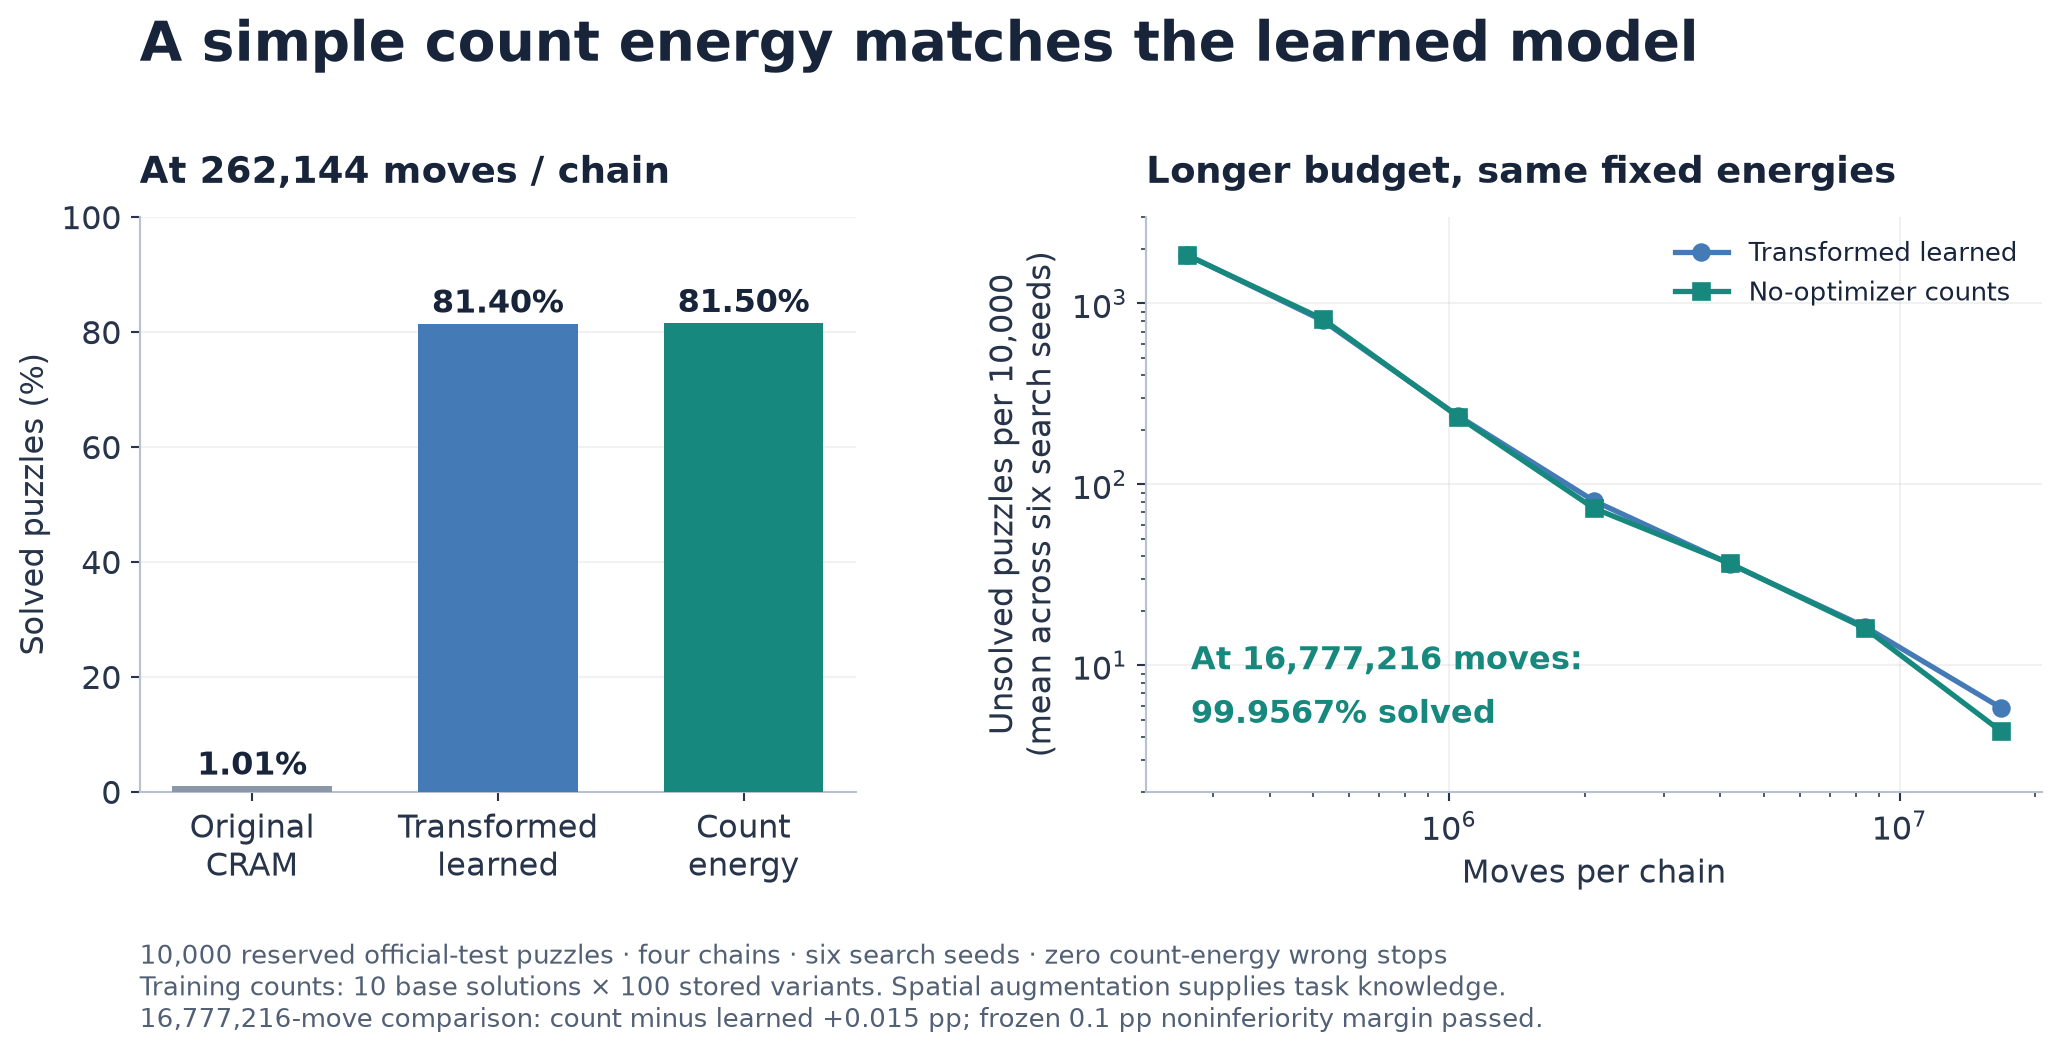 A simple count energy matches the learned model
At 262,144 moves / chain
Solved puzzles (%)
100
80
60
40
20
0
1.01%
81.40%
81.50%
Original
CRAM
Transformed
learned
Count
energy
Longer budget, same fixed energies
Unsolved puzzles per 10,000
(mean across six search seeds)
10³
10²
10¹
Transformed learned
No-optimizer counts
At 16,777,216 moves:
99.9567% solved
10⁶
10⁷
Moves per chain
10,000 reserved official-test puzzles · four chains · six search seeds · zero count-energy wrong stops
Training counts: 10 base solutions × 100 stored variants. Spatial augmentation supplies task knowledge.
16,777,216-move comparison: count minus learned +0.015 pp; frozen 0.1 pp noninferiority margin passed.